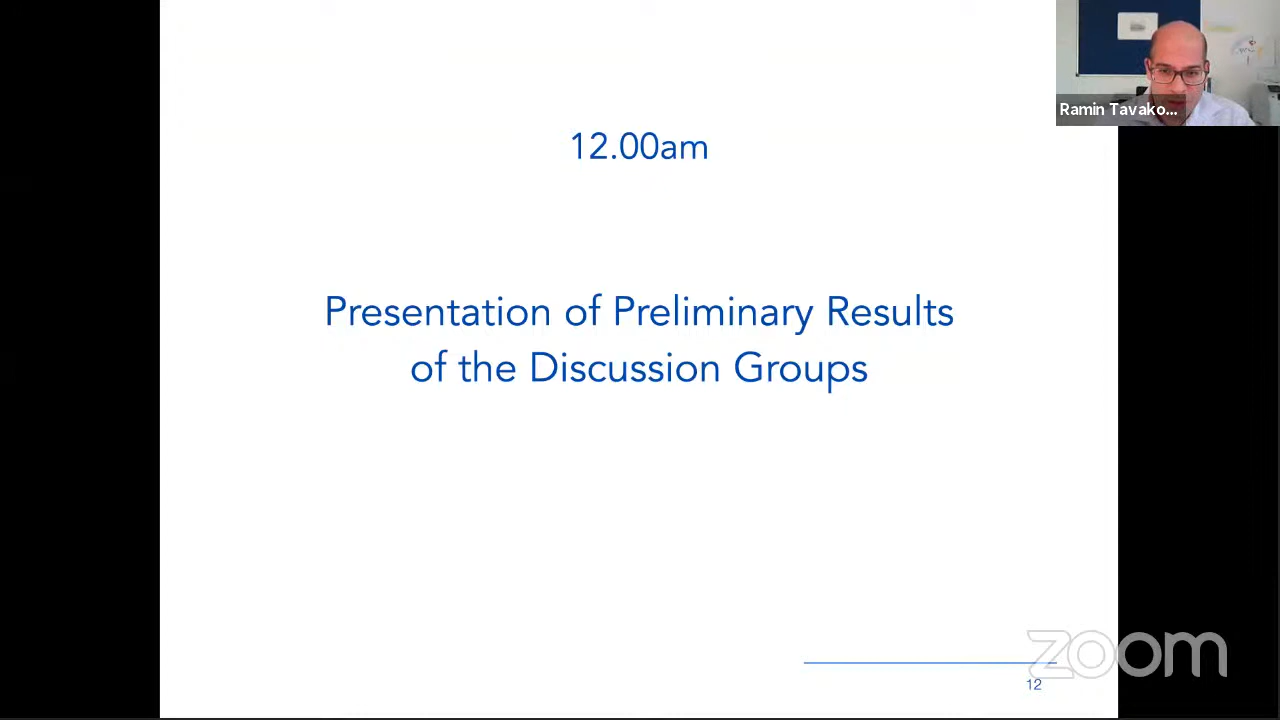 Ramin Tavako...
12.00am
Presentation of Preliminary Results
of the Discussion Groups
zoom
12